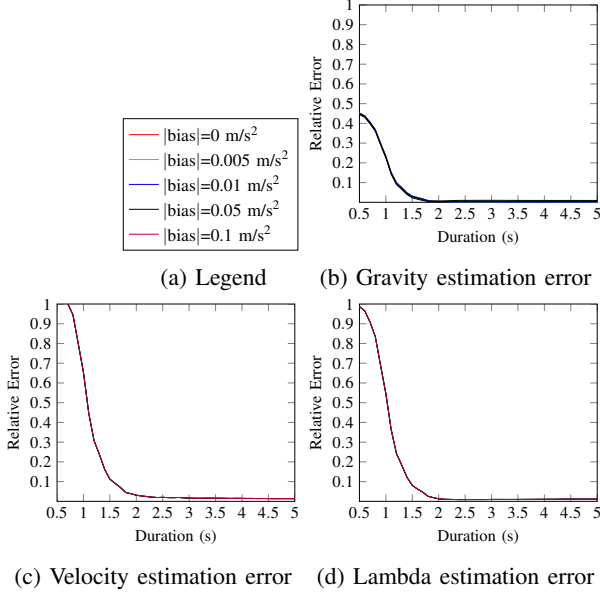 1
0.9
0.8
0.7
0.6
0.5
0.4
0.3
0.2
0.1
Relative Error
0.5 1 1.5 2 2.5 3 3.5 4 4.5 5
Duration (s)
|bias|=0 m/s²
|bias|=0.005 m/s²
|bias|=0.01 m/s²
|bias|=0.05 m/s²
|bias|=0.1 m/s²
(a) Legend
(b) Gravity estimation error
1
0.9
0.8
0.7
0.6
0.5
0.4
0.3
0.2
0.1
Relative Error
0.5 1 1.5 2 2.5 3 3.5 4 4.5 5
Duration (s)
1
0.9
0.8
0.7
0.6
0.5
0.4
0.3
0.2
0.1
Relative Error
0.5 1 1.5 2 2.5 3 3.5 4 4.5 5
Duration (s)
(c) Velocity estimation error
(d) Lambda estimation error